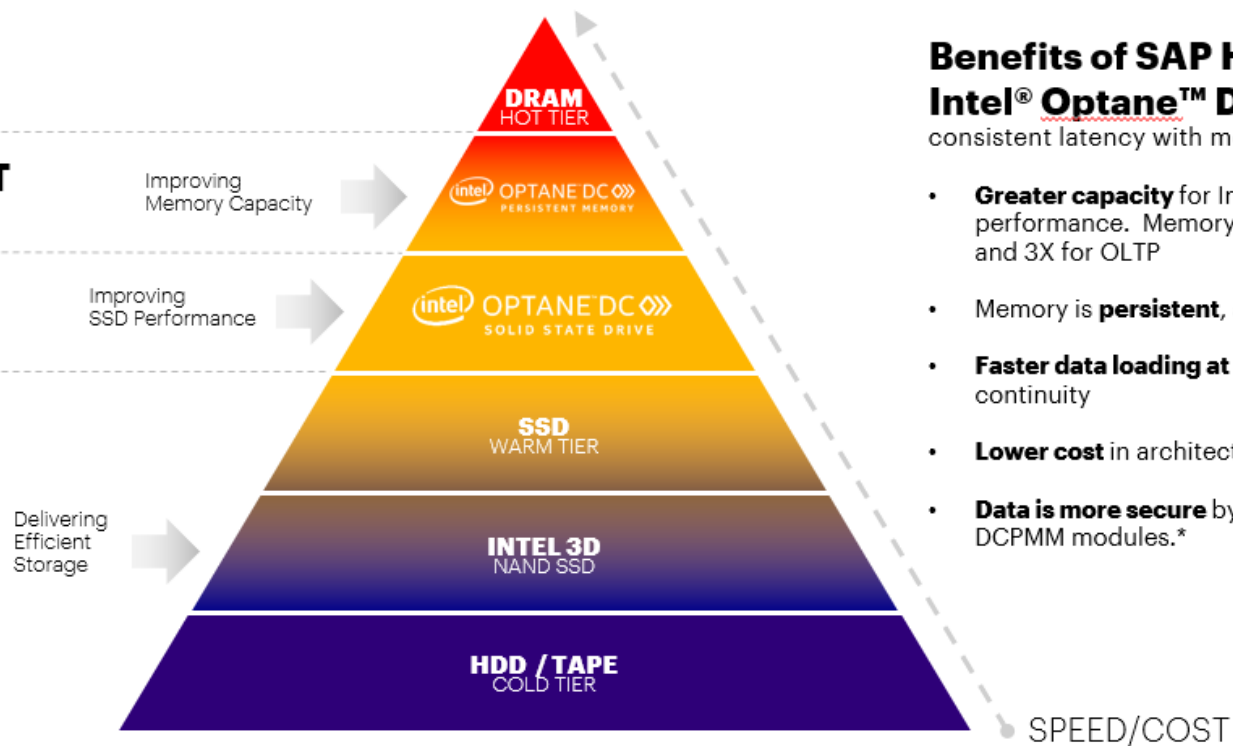 DRAM
HOT TIER
T
Improving
Memory Capacity
intel OPTANE DC
PERSISTENT MEMORY
Improving
SSD Performance
intel OPTANE™DC
SOLID STATE DRIVE
SSD
WARM TIER
Delivering
Efficient
Storage
INTEL 3D
NAND SSD
HDD / TAPE
COLD TIER
SPEED/COST
Benefits of SAP H
Intel® Optane™ D
consistent latency with m
• Greater capacity for In
performance. Memory
and 3X for OLTP
• Memory is persistent,
• Faster data loading at
continuity
• Lower cost in architect
• Data is more secure by
DCPMM modules.*